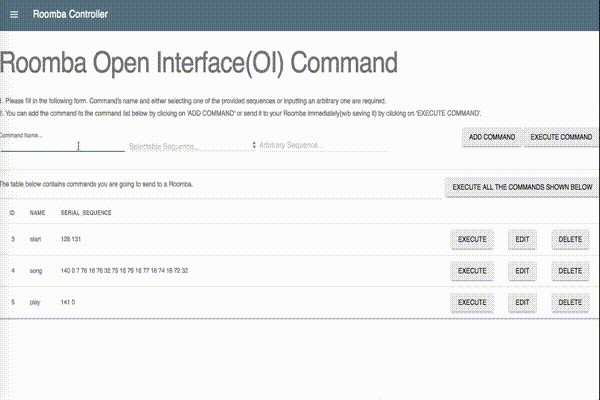 Roomba Controller
Roomba Open Interface(OI) Command
1. Please fill in the following form. Command's name and either selecting one of the provided sequences or inputting an arbitrary one are required.
2. You can add the command to the command list below by clicking on 'ADD COMMAND' or send it to your Roomba immediately(w/o saving it) by clicking on 'EXECUTE COMMAND'.
Command Name...
Selectable Sequence... Arbitrary Sequence... ADD COMMAND EXECUTE COMMAND
The table below contains commands you are going to send to a Roomba. EXECUTE ALL THE COMMANDS SHOWN BELOW
ID NAME SERIAL_SEQUENCE
3 start 128 131 EXECUTE EDIT DELETE
4 song 140 0 7 76 16 76 32 79 16 79 16 77 16 74 16 72 32 EXECUTE EDIT DELETE
5 play 141 0 EXECUTE EDIT DELETE